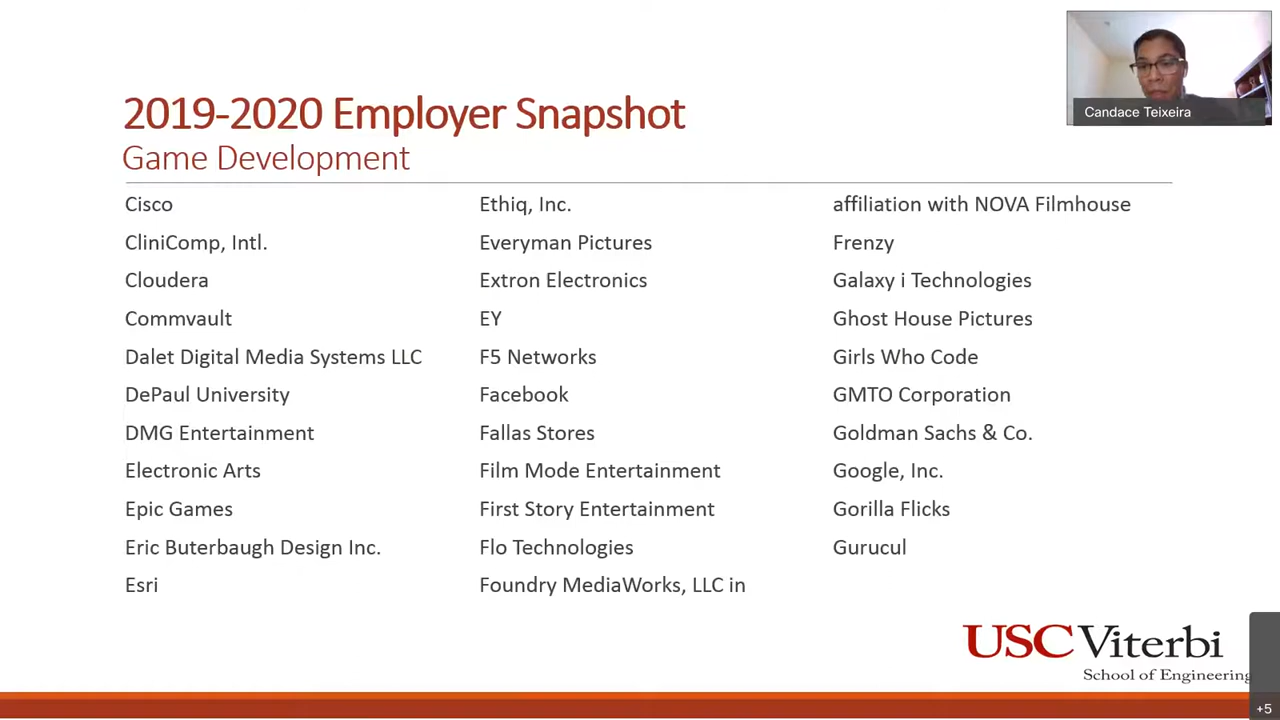 2019-2020 Employer Snapshot
Game Development
Cisco
CliniComp, Intl.
Cloudera
Commvault
Dalet Digital Media Systems LLC
DePaul University
DMG Entertainment
Electronic Arts
Epic Games
Eric Buterbaugh Design Inc.
Esri
Ethiq, Inc.
Everyman Pictures
Extron Electronics
EY
F5 Networks
Facebook
Fallas Stores
Film Mode Entertainment
First Story Entertainment
Flo Technologies
Foundry MediaWorks, LLC in
affiliation with NOVA Filmhouse
Frenzy
Galaxy i Technologies
Ghost House Pictures
Girls Who Code
GMTO Corporation
Goldman Sachs & Co.
Google, Inc.
Gorilla Flicks
Gurucul
Candace Teixeira
USC Viterbi
School of Engineering
+5